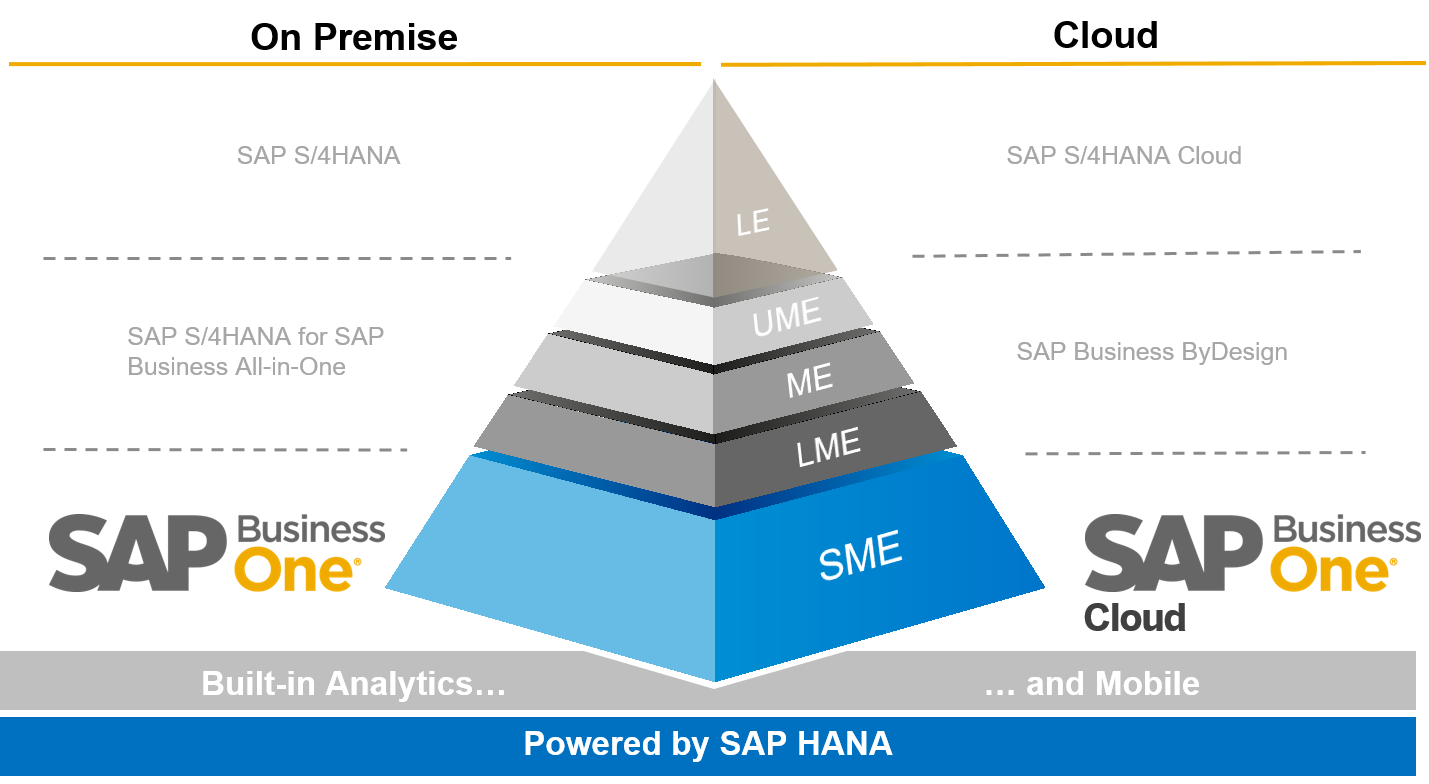 On Premise
Cloud
SAP S/4HANA
SAP S/4HANA Cloud
LE
UME
SAP S/4HANA for SAP
Business All-in-One
SAP Business ByDesign
ME
LME
SAP Business
One®
SME
SAP Business
One®
Cloud
Built-in Analytics…
… and Mobile
Powered by SAP HANA